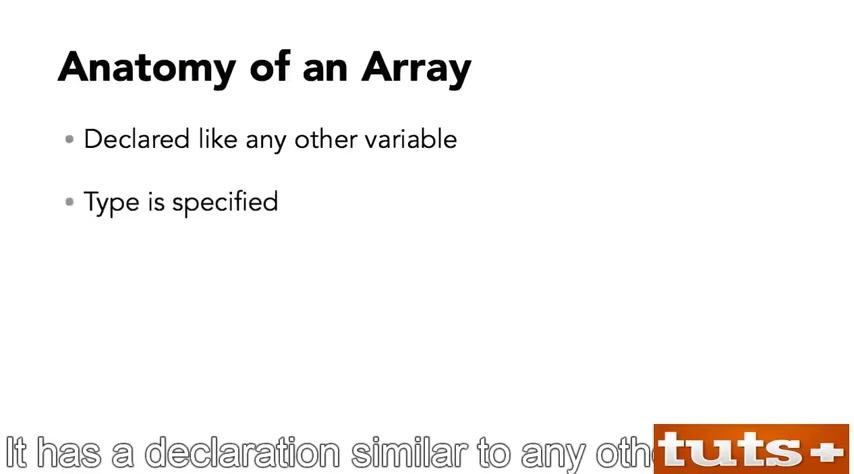 Anatomy of an Array
• Declared like any other variable
• Type is specified
It has a declaration similar to any oth
tuts+